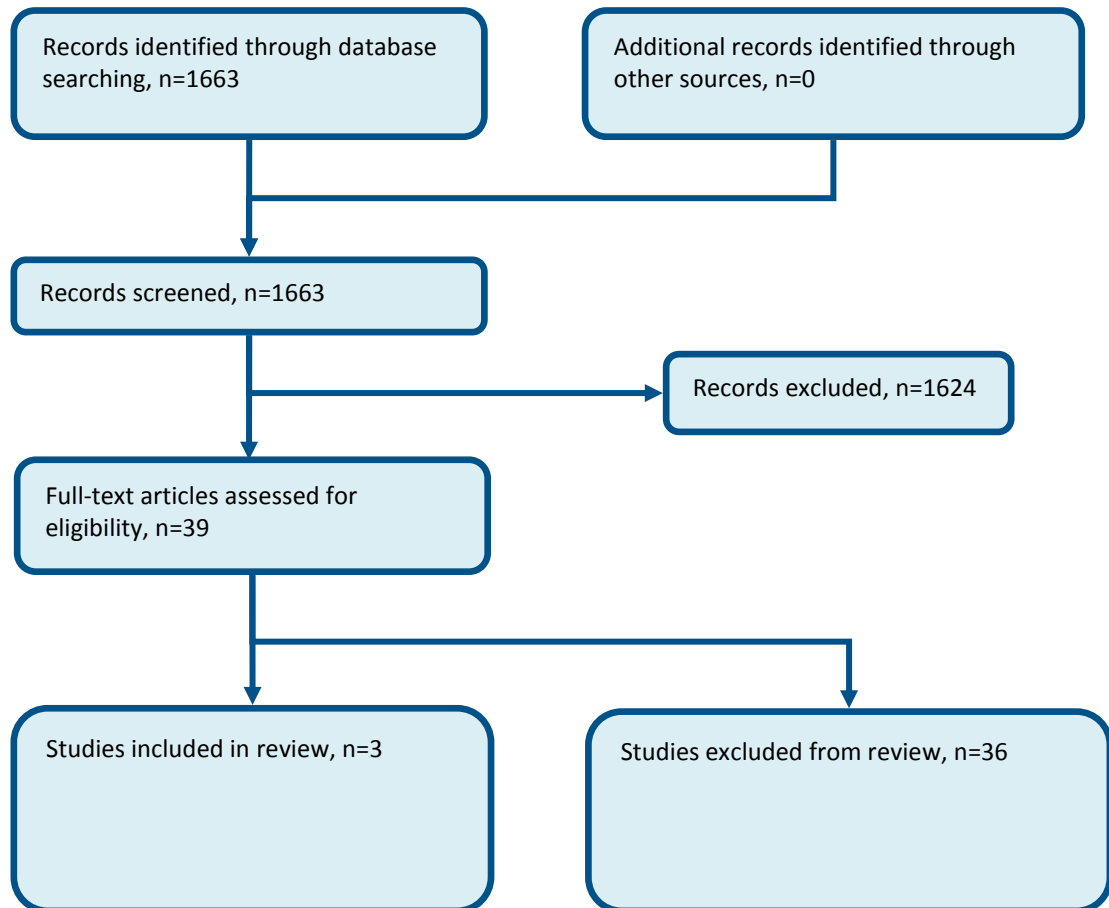 Records identified through database
searching, n=1663
Additional records identified through
other sources, n=0
Records screened, n=1663
Records excluded, n=1624
Full-text articles assessed for
eligibility, n=39
Studies included in review, n=3
Studies excluded from review, n=36